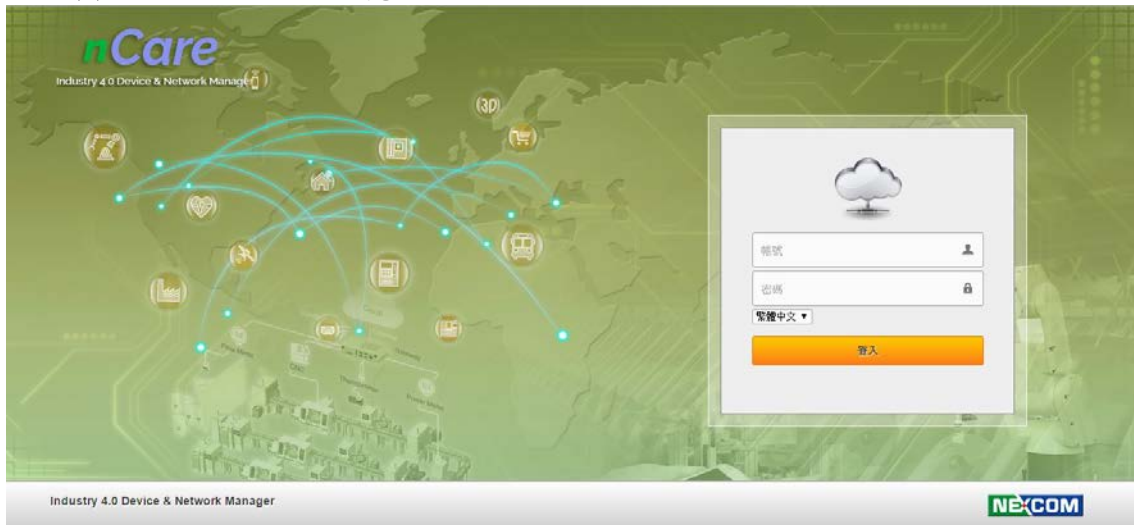 nCare
Industry 4.0 Device & Network Manager
(3D)
帳號
密碼
繁體中文
登入
CNC
Industry 4.0 Device & Network Manager
NEXCOM